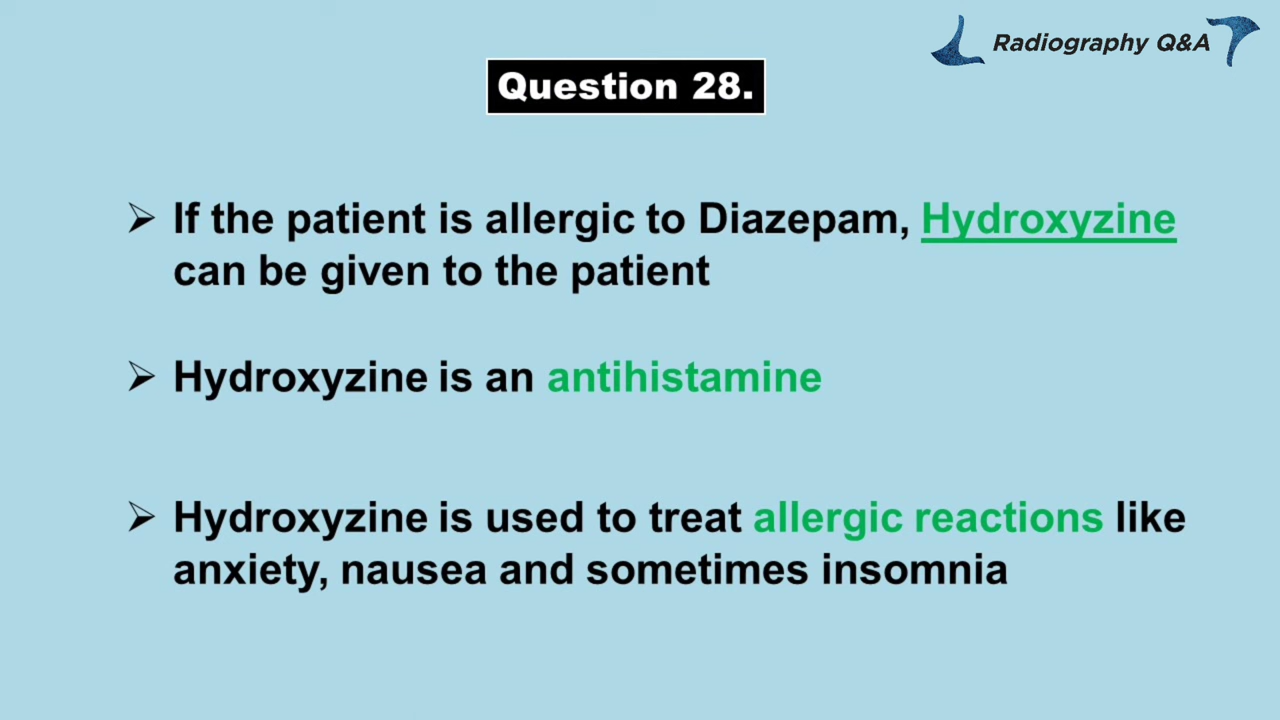 Radiography Q&A
Question 28.
➢ If the patient is allergic to Diazepam, Hydroxyzine
can be given to the patient
➢ Hydroxyzine is an antihistamine
➢ Hydroxyzine is used to treat allergic reactions like
anxiety, nausea and sometimes insomnia